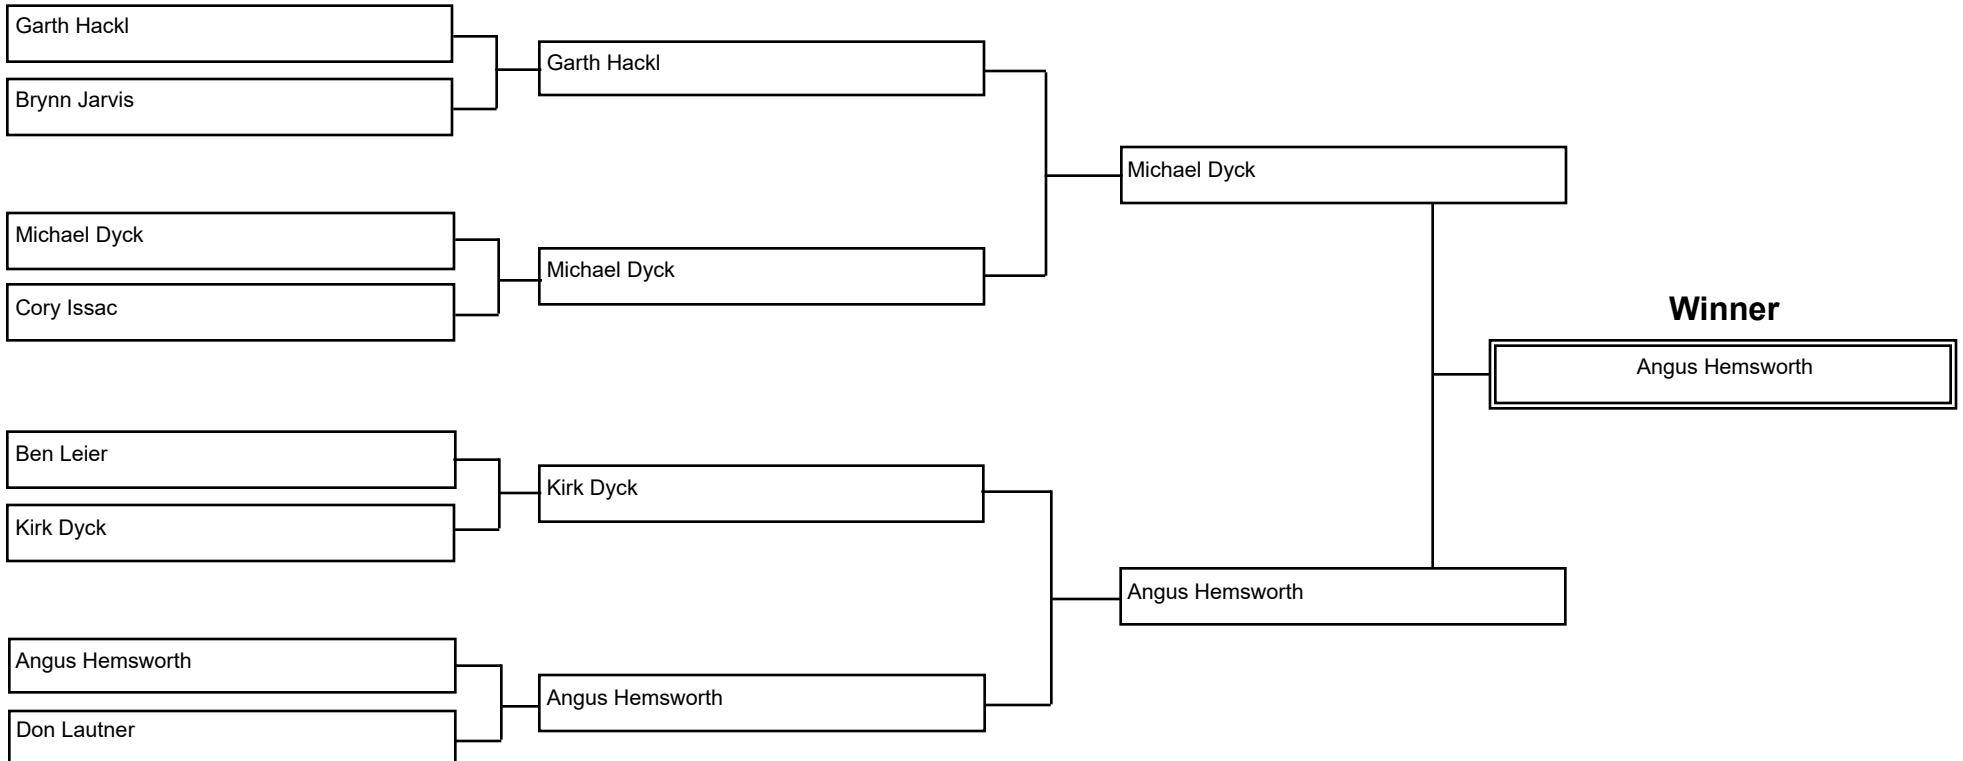 Garth Hackl
Brynn Jarvis
Michael Dyck
Cory Issac
Ben Leier
Kirk Dyck
Angus Hemsworth
Don Lautner
Garth Hackl
Michael Dyck
Kirk Dyck
Angus Hemsworth
Michael Dyck
Angus Hemsworth
Winner
Angus Hemsworth